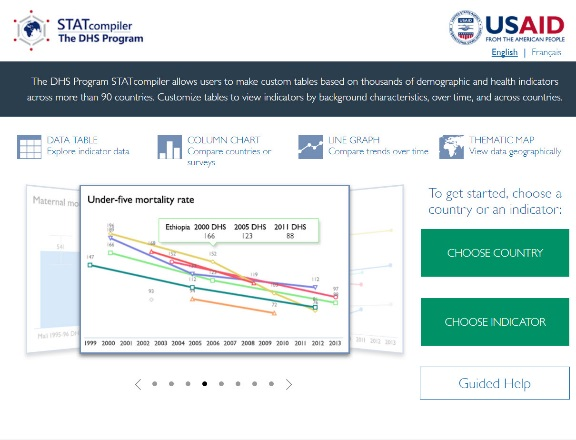 STATcompiler
The DHS Program
USAID
FROM THE AMERICAN PEOPLE
English | Français
The DHS Program STATcompiler allows users to make custom tables based on thousands of demographic and health indicators
across more than 90 countries. Customize tables to view indicators by background characteristics, over time, and across countries.
DATA TABLE
Explore indicator data
COLUMN CHART
Compare countries or
surveys
LINE GRAPH
Compare trends over time
THEMATIC MAP
View data geographically
Maternal mo
Under-five mortality rate
Ethiopia 2000 DHS 2005 DHS 2011 DHS
166 123 88
147
112
1999 2000 2001 2002 2003 2004 2005 2006 2007 2008 2009 2010 2011 2012 2013
To get started, choose a
country or an indicator:
CHOOSE COUNTRY
CHOOSE INDICATOR
Guided Help